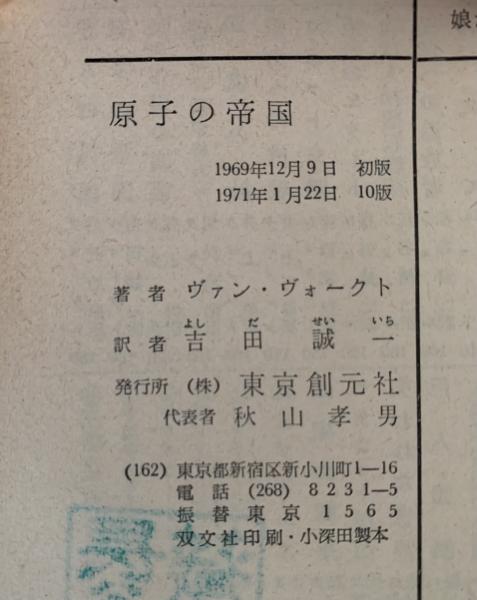 原子の帝国
1969年12月9日 初版
1971年1月22日 10版
著者 ヴァン・ヴォークト
よし だ せい いち
訳者 吉田誠一
発行所 (株) 東京創元社
代表者 秋山孝男
(162) 東京都新宿区新小川町1—16
電話 (268) 8231—5
振替東京 1565
双文社印刷・小深田製本
娘